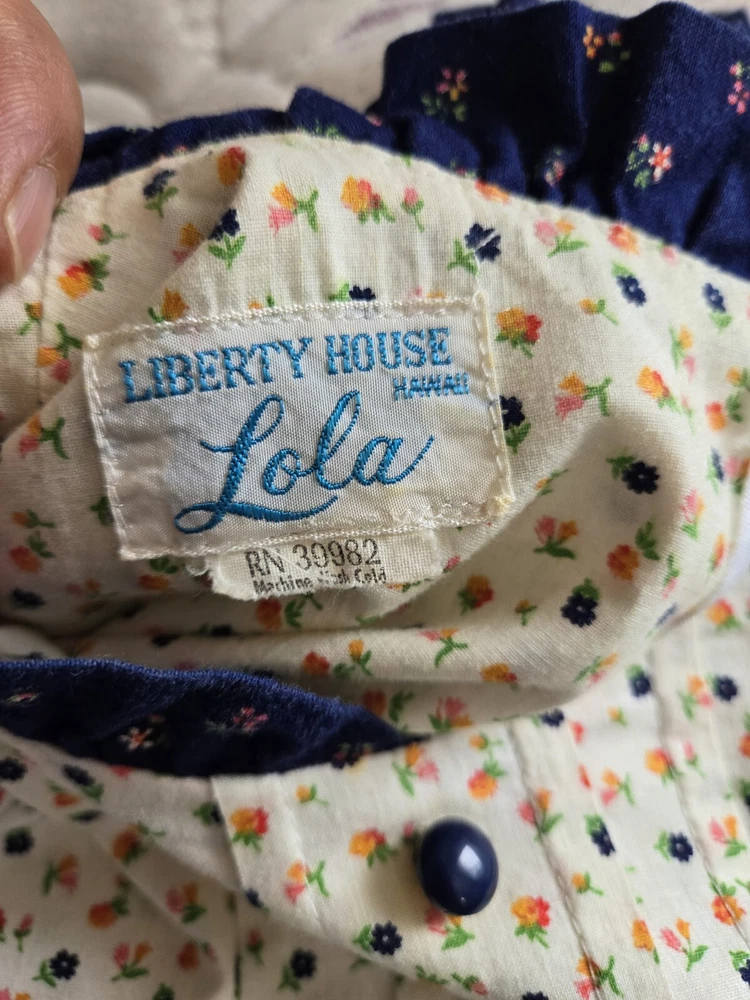 LIBERTY HOUSE
HAWAII
Lola
RN 39982
Machine Wash Cold